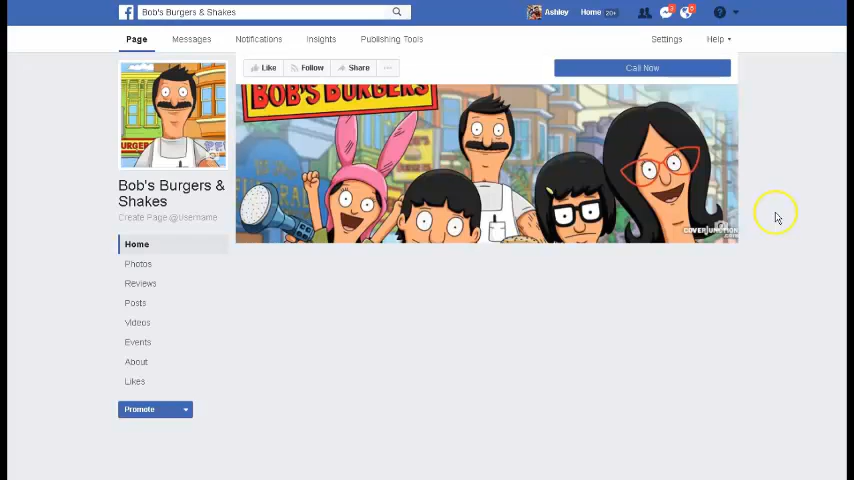 Bob's Burgers & Shakes
Ashley
Home 20+
Page
Messages
Notifications
Insights
Publishing Tools
Settings
Help
Like
Follow
Share
Call Now
BOB'S BURGERS
BURGERS
Bob's Burgers &
Shakes
Create Page @Username
COVERJUNCTION
Home
Photos
Reviews
Posts
Videos
Events
About
Likes
Promote